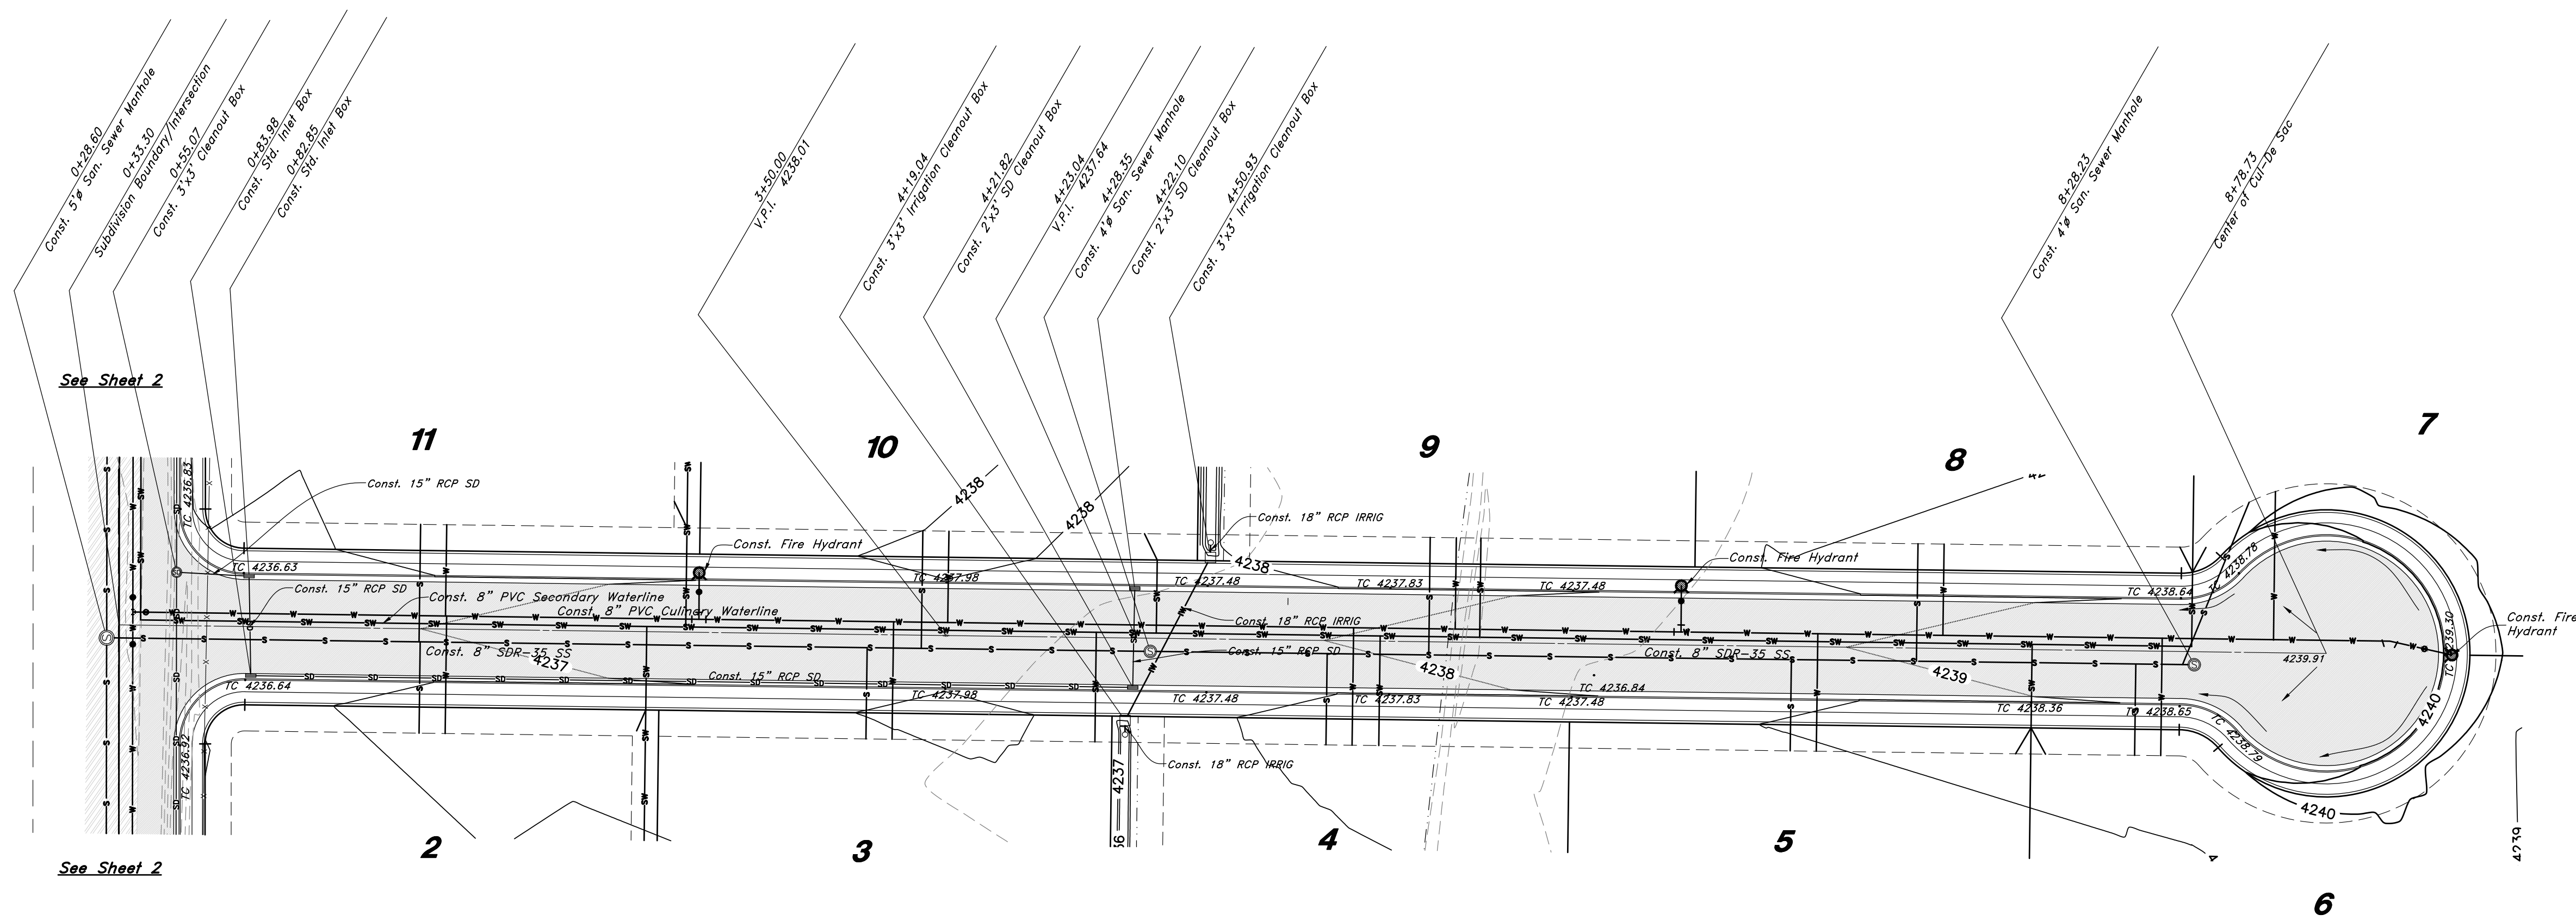 0+28.60
Const. 5'ø San. Sewer Manhole
0+33.30
Subdivision Boundary/Intersection
0+55.07
Const. 3'x3' Cleanout Box
0+83.98
Const. Std. Inlet Box
0+82.85
Const. Std. Inlet Box
3+50.00
V.P.I. 4238.01
4+19.04
Const. 3'x3' Irrigation Cleanout Box
4+21.82
Const. 2'x3' SD Cleanout Box
4+23.04
V.P.I. 4237.64
4+28.35
Const. 4'ø San. Sewer Manhole
4+22.10
Const. 2'x3' SD Cleanout Box
4+50.93
Const. 3'x3' Irrigation Cleanout Box
8+28.23
Const. 4'ø San. Sewer Manhole
8+78.73
Center of Cul-De Sac
See Sheet 2
11
10
9
8
7
TC 4236.83
Const. 15" RCP SD
4238
4238
Const. 18" RCP IRRIG
Const. Fire Hydrant
Const. Fire Hydrant
TC 4236.63
TC 4237.98
4238
TC 4237.48
TC 4237.83
TC 4237.48
TC 4238.64
TC 4238.78
Const. 15" RCP SD
Const. 8" PVC Secondary Waterline
Const. 8" PVC Culinary Waterline
Const. 18" RCP IRRIG
TC 4239.30
Const. Fire
Hydrant
Const. 8" SDR-35 SS
4237
Const. 15" RCP SD
Const. 8" SDR-35 SS
4239.91
4238
4239
Const. 15" RCP SD
TC 4236.64
TC 4237.98
TC 4237.48
TC 4237.83
TC 4236.84
TC 4237.48
TC 4238.36
TC 4238.65
TC 4238.79
4240
4240
TC 4236.92
4237
Const. 18" RCP IRRIG
4239
2
3
4
5
6
See Sheet 2